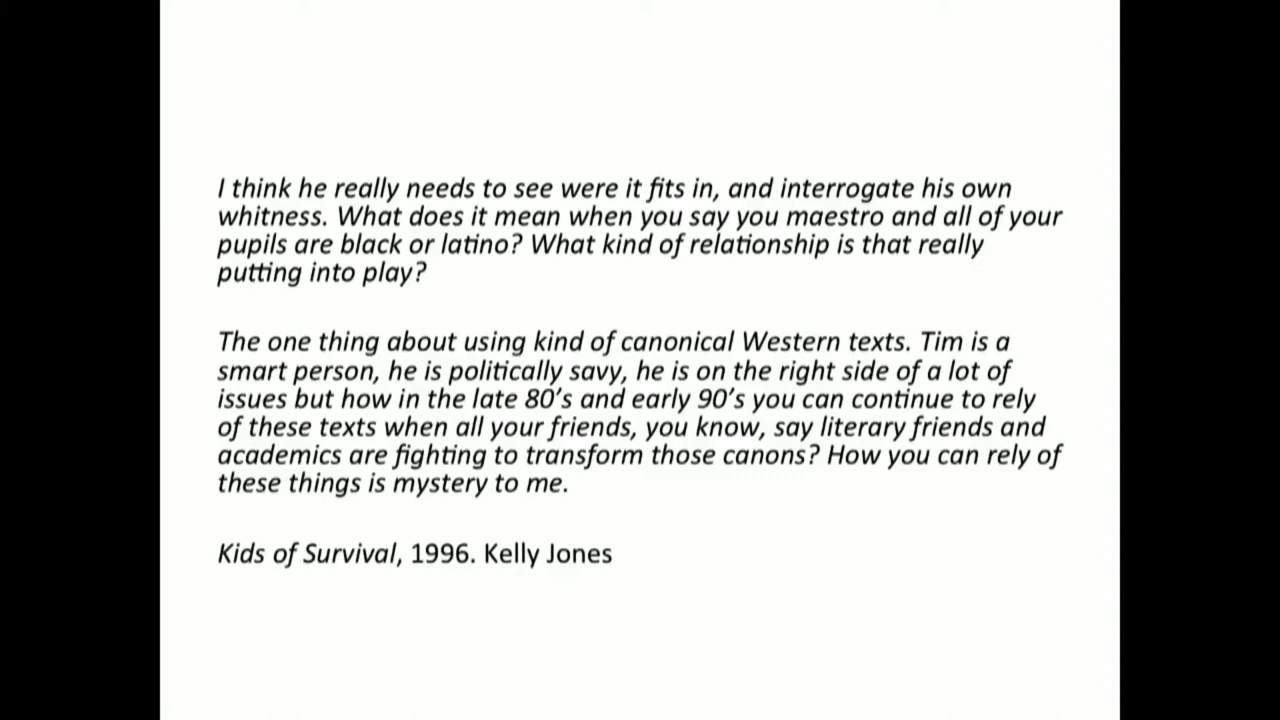 I think he really needs to see were it fits in, and interrogate his own
whitness. What does it mean when you say you maestro and all of your
pupils are black or latino? What kind of relationship is that really
putting into play?
The one thing about using kind of canonical Western texts. Tim is a
smart person, he is politically savy, he is on the right side of a lot of
issues but how in the late 80’s and early 90’s you can continue to rely
of these texts when all your friends, you know, say literary friends and
academics are fighting to transform those canons? How you can rely of
these things is mystery to me.
Kids of Survival, 1996. Kelly Jones